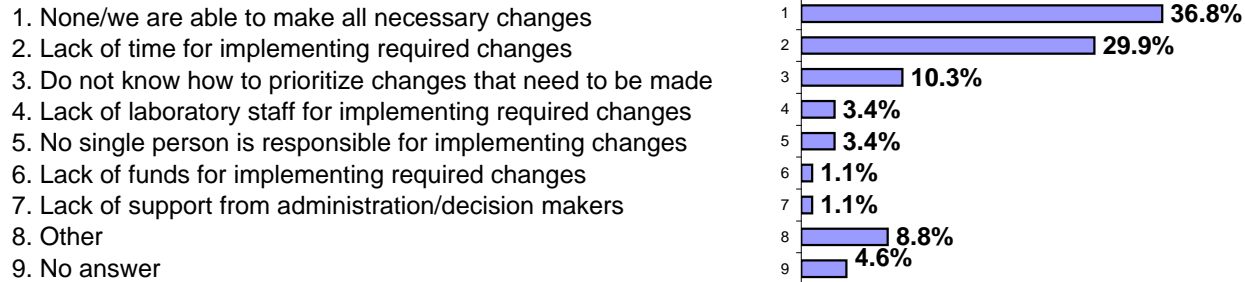 1. None/we are able to make all necessary changes
2. Lack of time for implementing required changes
3. Do not know how to prioritize changes that need to be made
4. Lack of laboratory staff for implementing required changes
5. No single person is responsible for implementing changes
6. Lack of funds for implementing required changes
7. Lack of support from administration/decision makers
8. Other
9. No answer
1 36.8%
2 29.9%
3 10.3%
4 3.4%
5 3.4%
6 1.1%
7 1.1%
8 8.8%
9 4.6%